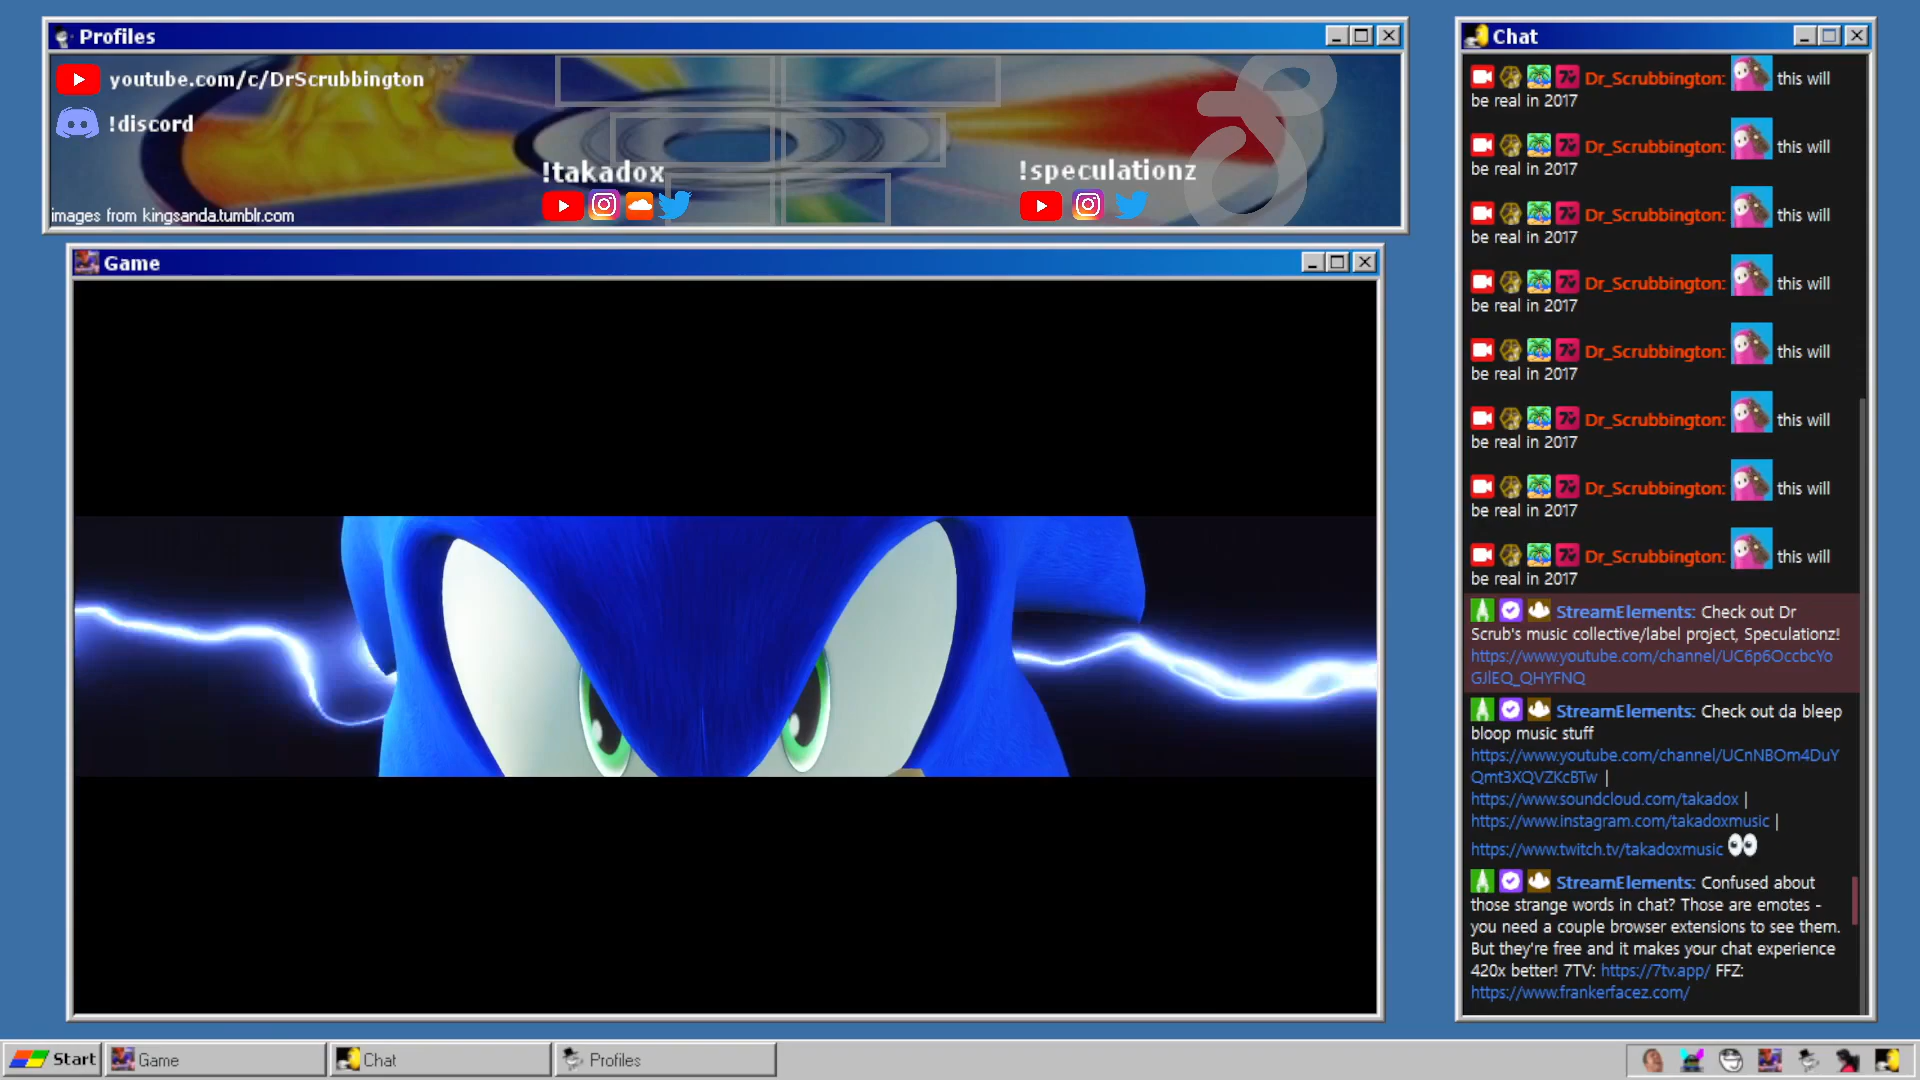 Profiles
youtube.com/c/DrScrubbington
!discord
!takadox
!speculationz
images from kingsanda.tumblr.com
Game
Chat
Dr_Scrubbington: this will
be real in 2017
Dr_Scrubbington: this will
be real in 2017
Dr_Scrubbington: this will
be real in 2017
Dr_Scrubbington: this will
be real in 2017
Dr_Scrubbington: this will
be real in 2017
Dr_Scrubbington: this will
be real in 2017
Dr_Scrubbington: this will
be real in 2017
Dr_Scrubbington: this will
be real in 2017
StreamElements: Check out Dr
Scrub's music collective/label project, Speculationz!
https://www.youtube.com/channel/UC6p6OccbcYo
GJlEQ_QHYFNQ
StreamElements: Check out da bleep
bloop music stuff
https://www.youtube.com/channel/UCnNBOm4DuY
Qmt3XQVZKcBTw |
https://www.soundcloud.com/takadox |
https://www.instagram.com/takadoxmusic |
https://www.twitch.tv/takadoxmusic
StreamElements: Confused about
those strange words in chat? Those are emotes -
you need a couple browser extensions to see them.
But they're free and it makes your chat experience
420x better! 7TV: https://7tv.app/ FFZ:
https://www.frankerfacez.com/
Start
Game
Chat
Profiles